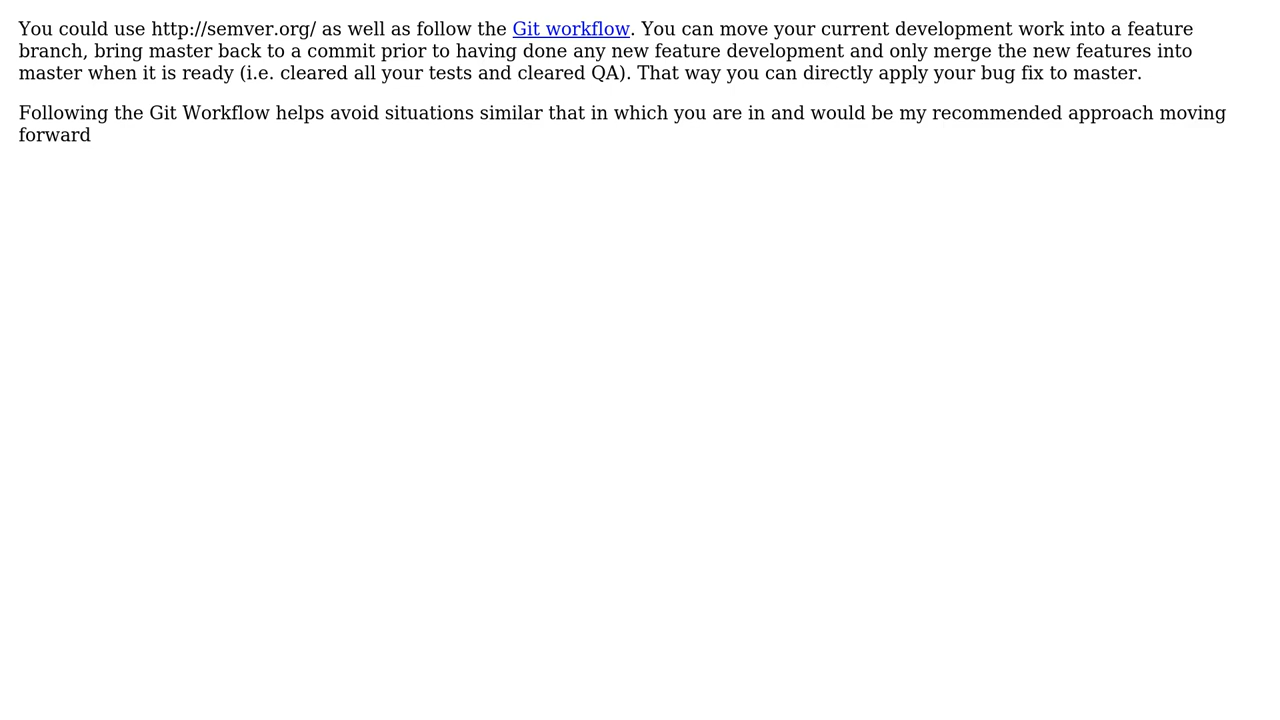 You could use http://semver.org/ as well as follow the Git workflow. You can move your current development work into a feature
branch, bring master back to a commit prior to having done any new feature development and only merge the new features into
master when it is ready (i.e. cleared all your tests and cleared QA). That way you can directly apply your bug fix to master.
Following the Git Workflow helps avoid situations similar that in which you are in and would be my recommended approach moving
forward